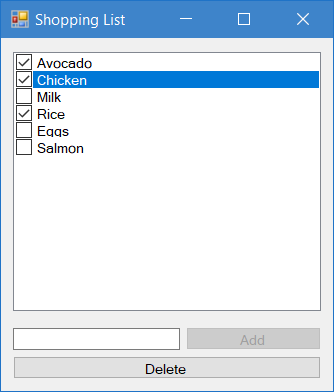 Shopping List
Avocado
Chicken
Milk
Rice
Eggs
Salmon
Add
Delete